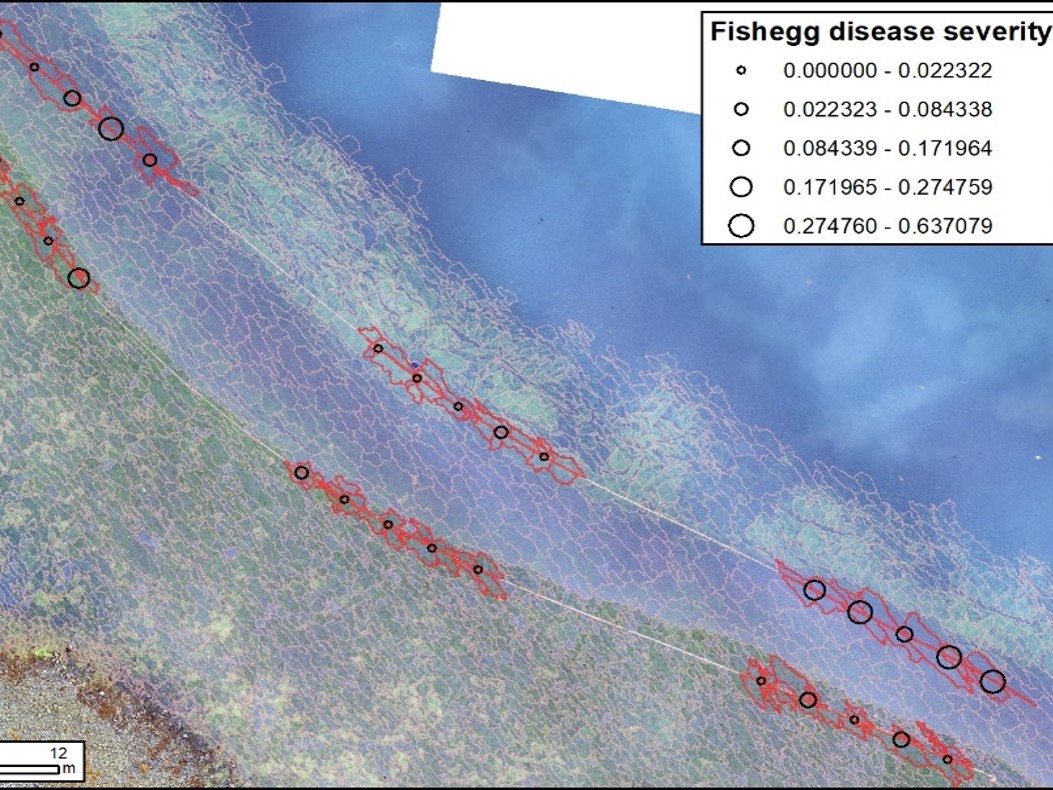 Fishegg disease severity
0.000000 - 0.022322
0.022323 - 0.084338
0.084339 - 0.171964
0.171965 - 0.274759
0.274760 - 0.637079
12
m